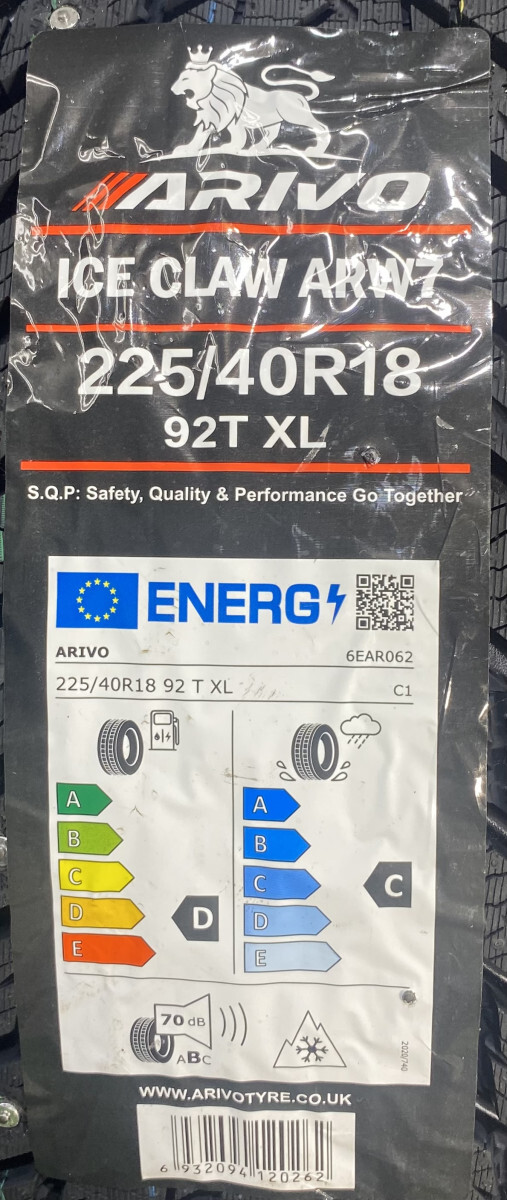 ARIVO
ICE CLAW ARW7
225/40R18
92T XL
S.Q.P: Safety, Quality & Performance Go Together
ENERG
ARIVO 6EAR062
225/40R18 92 T XL C1
A A
B B
C C C
D D D
E E
70 dB
ABC
2020/740
WWW.ARIVOTYRE.CO.UK
6 932094 120262